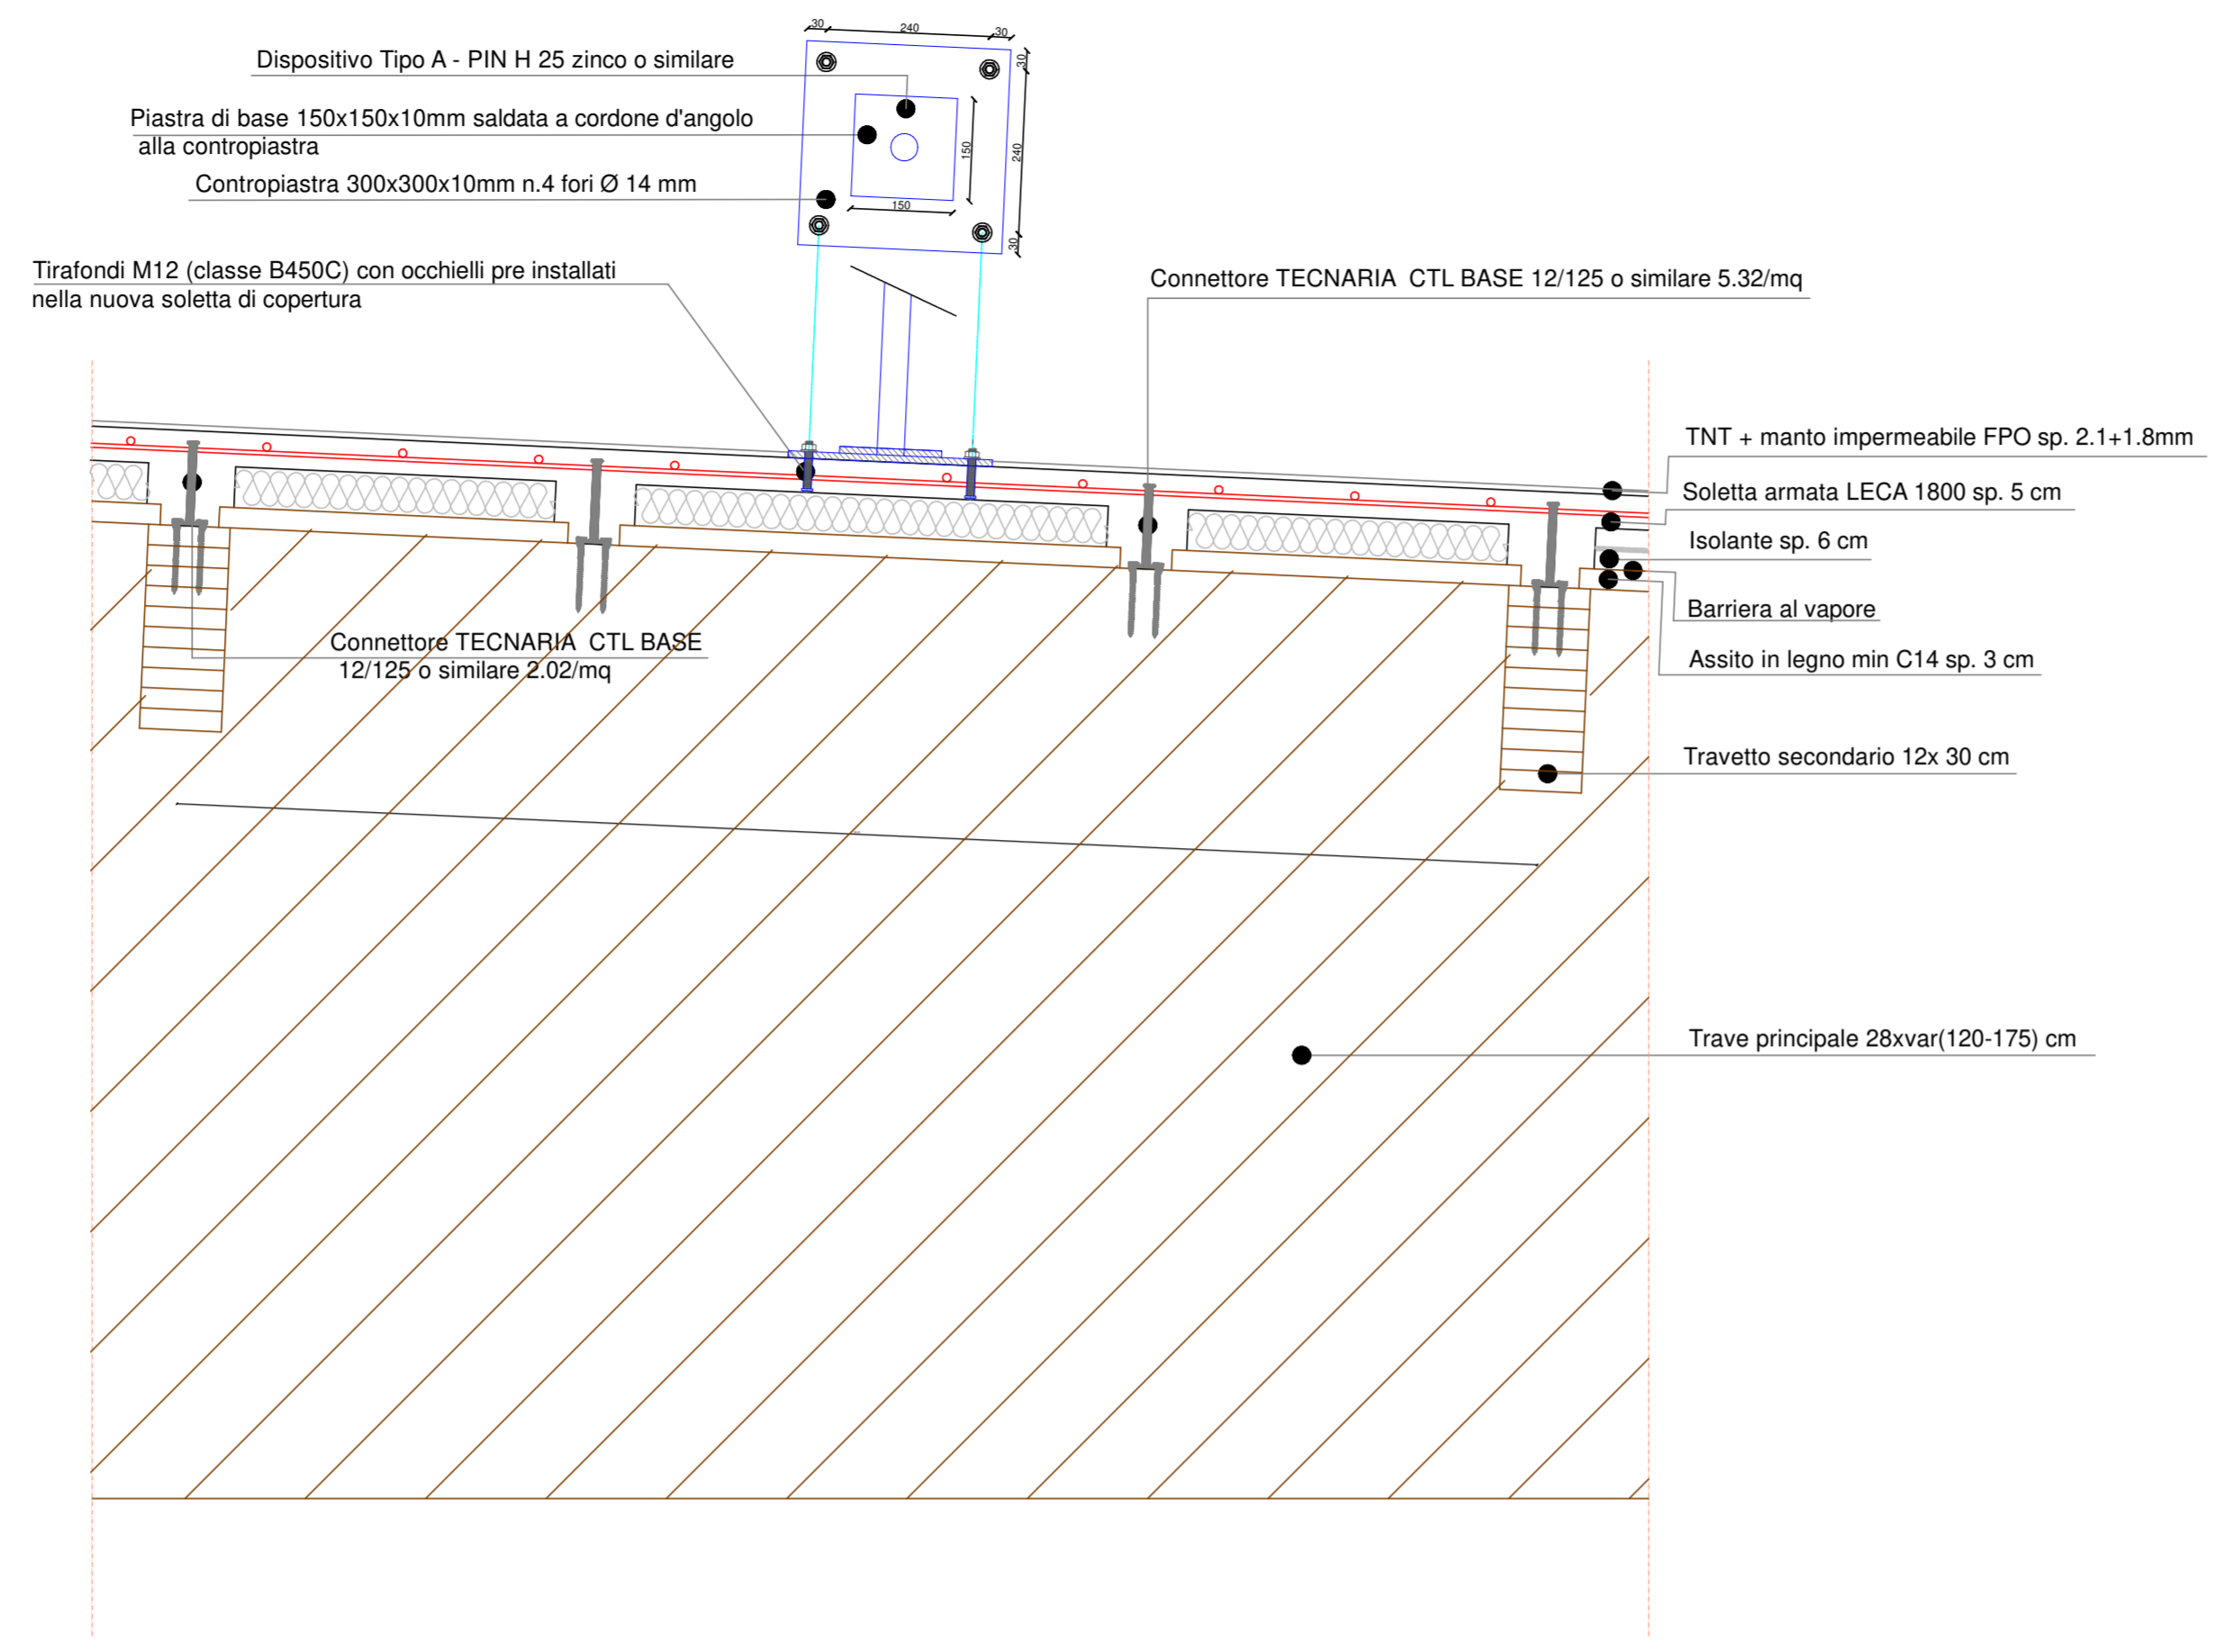 30
240
30
Dispositivo Tipo A - PIN H 25 zinco o similare
30
Piastra di base 150x150x10mm saldata a cordone d'angolo
alla contropiastra
150
240
Contropiastra 300x300x10mm n.4 fori Ø 14 mm
150
30
Tirafondi M12 (classe B450C) con occhielli pre installati
nella nuova soletta di copertura
Connettore TECNARIA CTL BASE 12/125 o similare 5.32/mq
TNT + manto impermeabile FPO sp. 2.1+1.8mm
Soletta armata LECA 1800 sp. 5 cm
Isolante sp. 6 cm
Barriera al vapore
Connettore TECNARIA CTL BASE
12/125 o similare 2.02/mq
Assito in legno min C14 sp. 3 cm
Travetto secondario 12x 30 cm
Trave principale 28xvar(120-175) cm